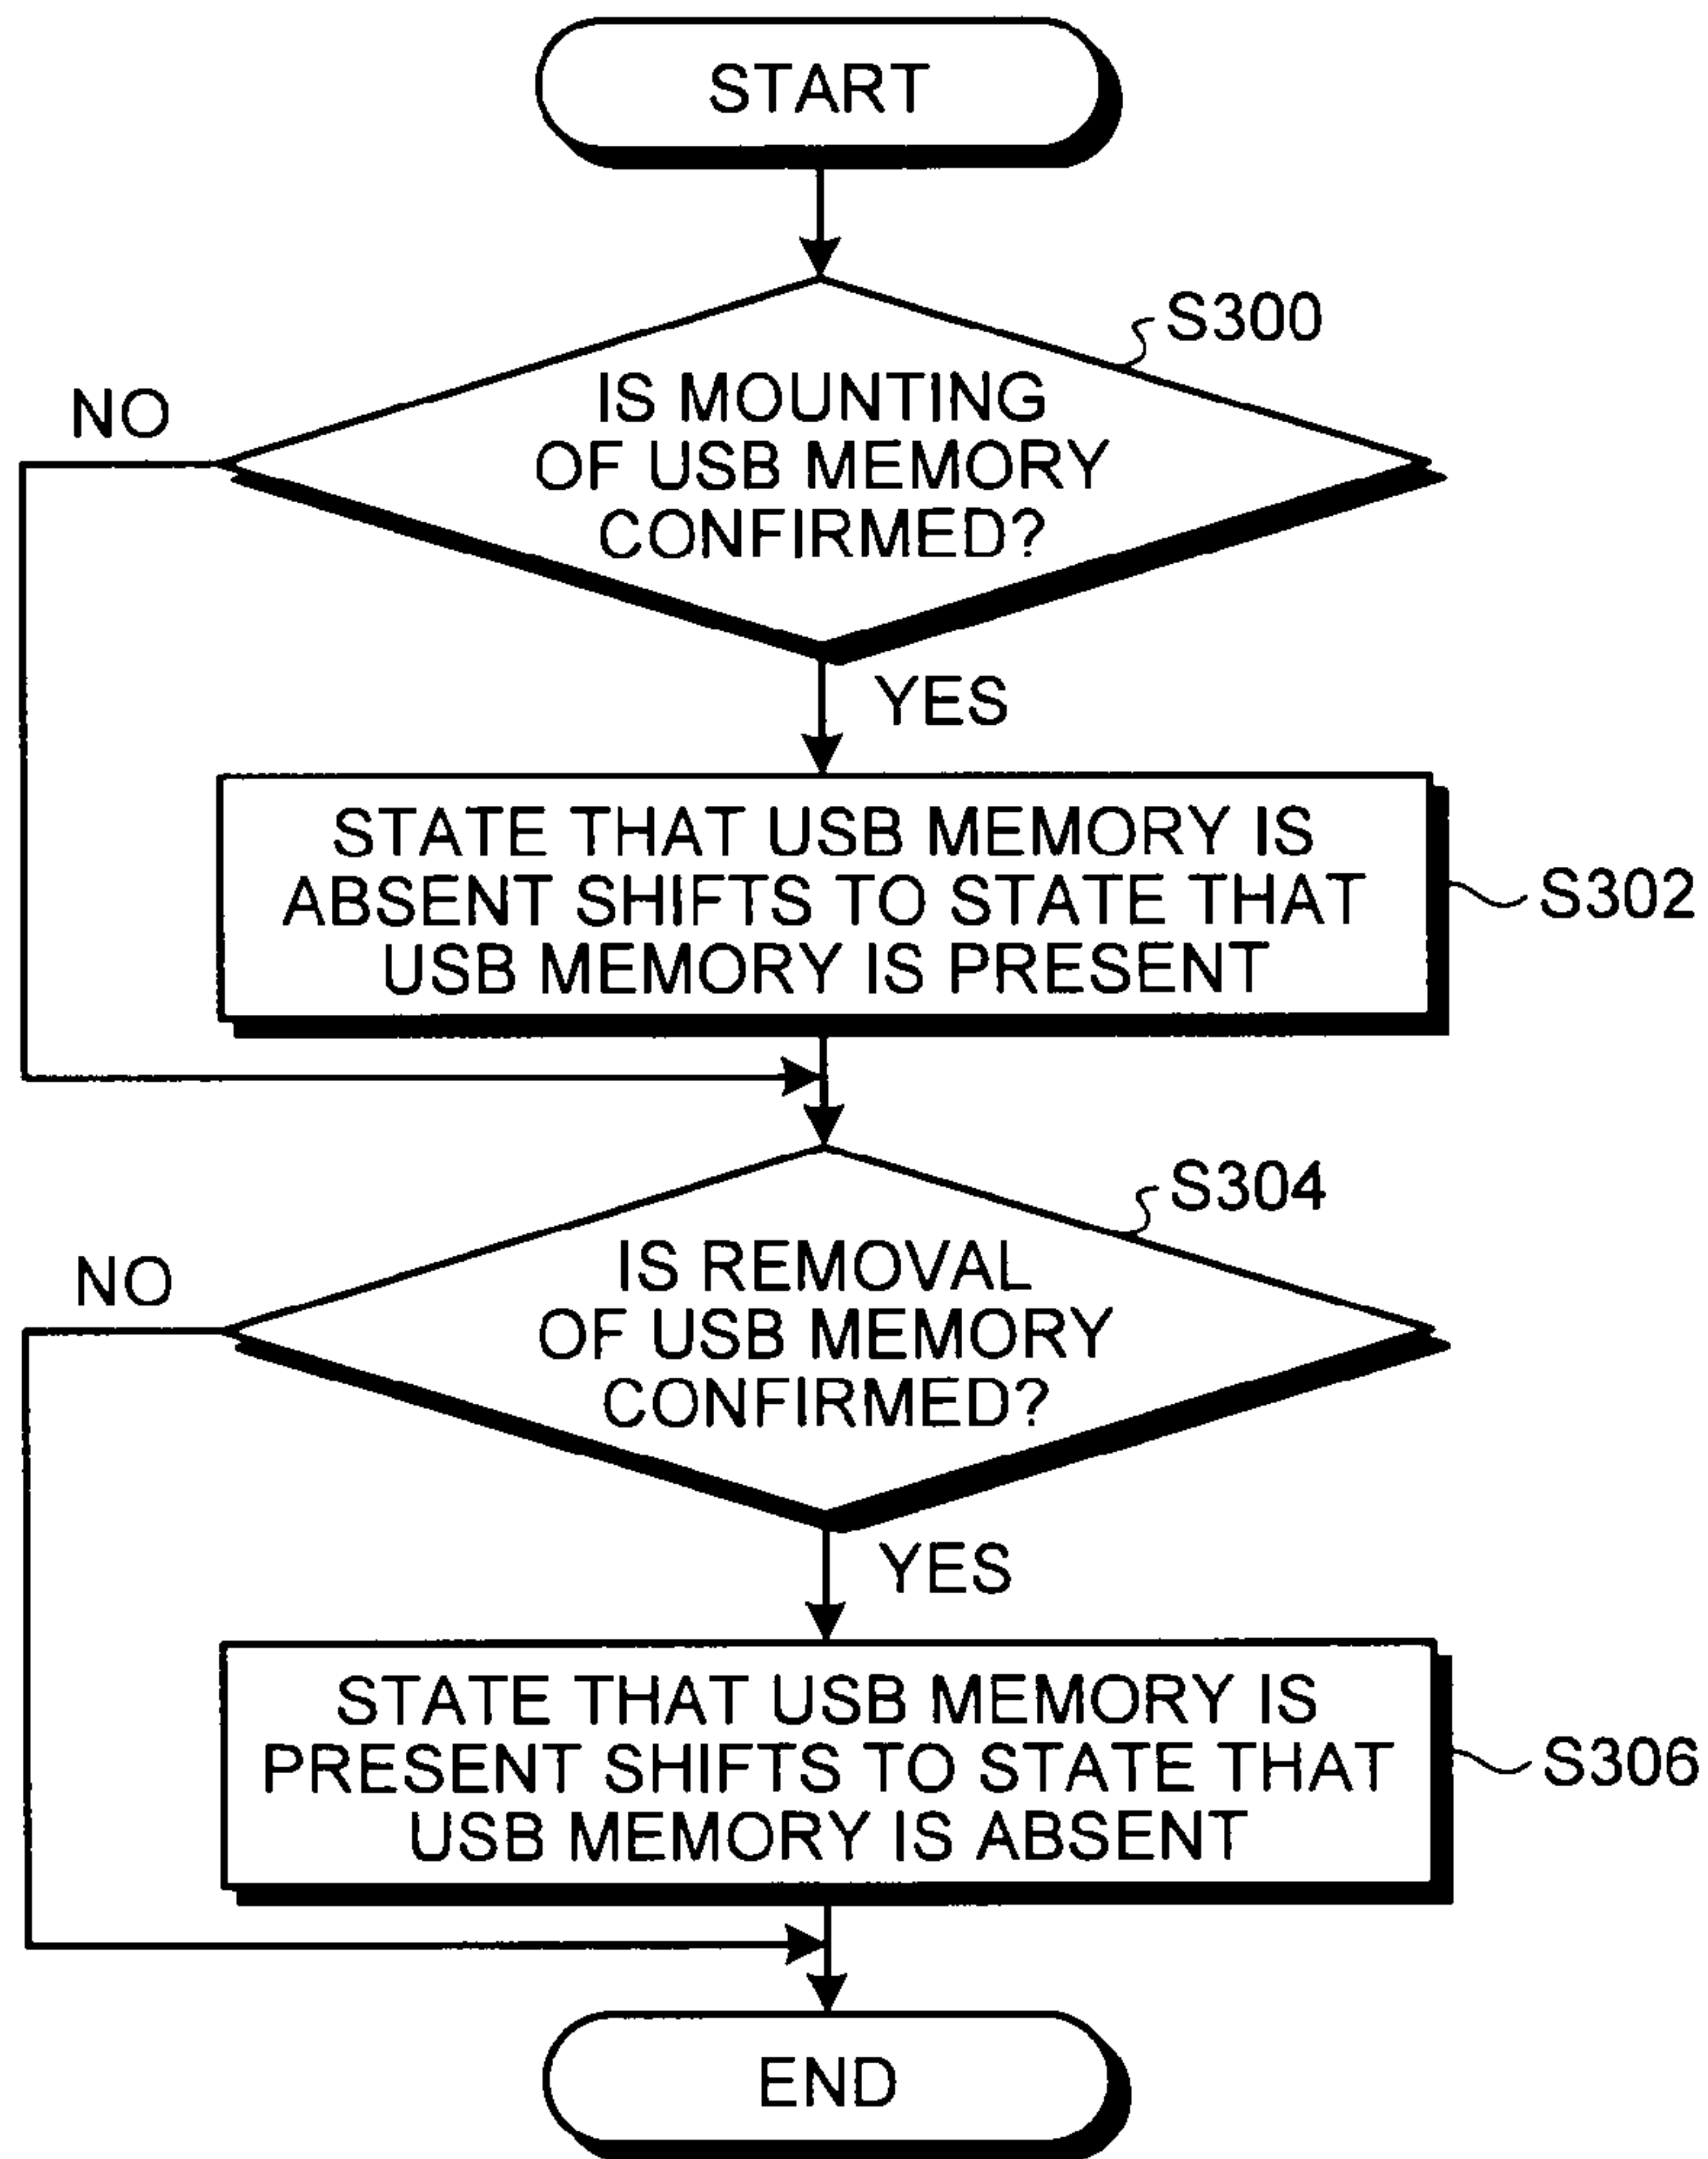 START
S300
NO
IS MOUNTING
OF USB MEMORY
CONFIRMED?
YES
STATE THAT USB MEMORY IS
ABSENT SHIFTS TO STATE THAT
USB MEMORY IS PRESENT
S302
S304
NO
IS REMOVAL
OF USB MEMORY
CONFIRMED?
YES
STATE THAT USB MEMORY IS
PRESENT SHIFTS TO STATE THAT
USB MEMORY IS ABSENT
S306
END